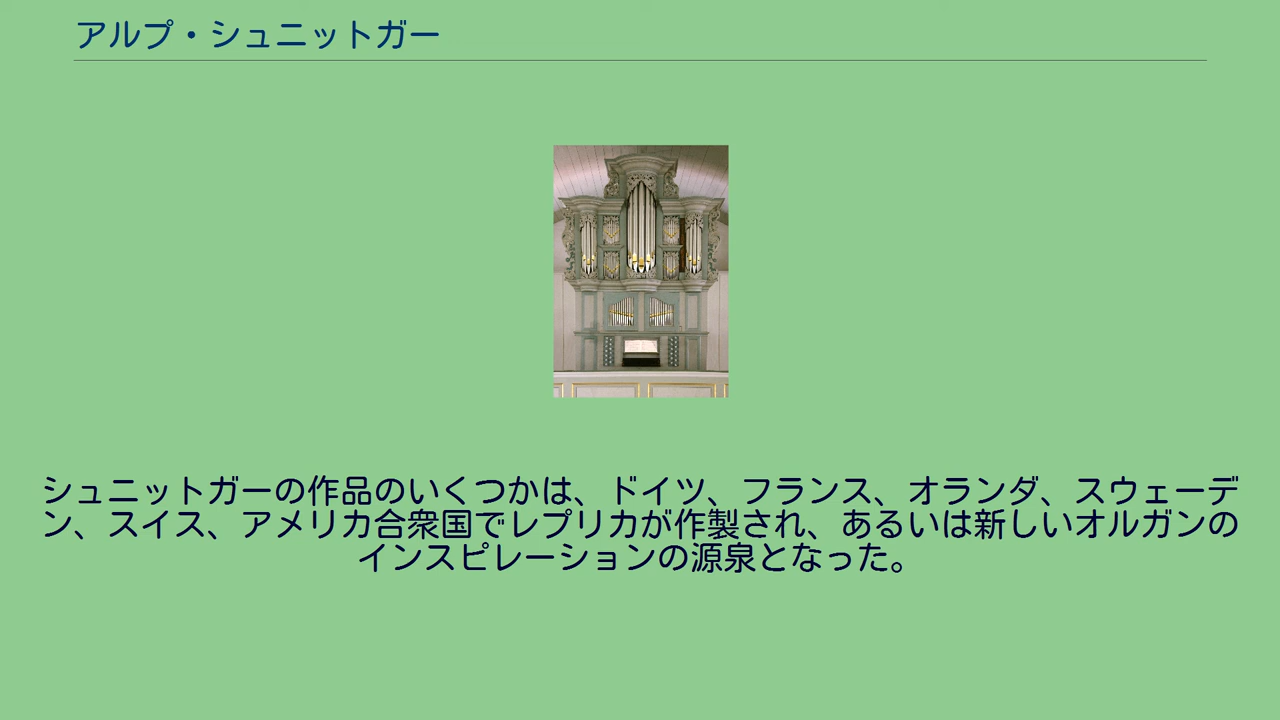 アルプ・シュニットガー
シュニットガーの作品のいくつかは、ドイツ、フランス、オランダ、スウェーデ
ン、スイス、アメリカ合衆国でレプリカが作製され、あるいは新しいオルガンの
インスピレーションの源泉となった。